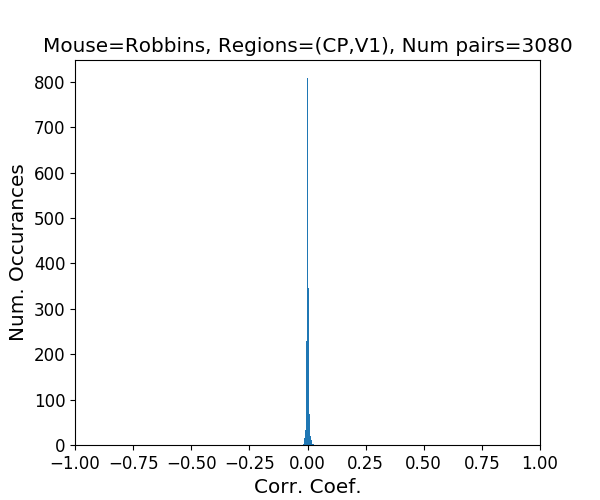 Mouse=Robbins, Regions=(CP,V1), Num pairs=3080
800
700
600
500
400
300
200
100
0
Num. Occurances
−1.00 −0.75 −0.50 −0.25 0.00 0.25 0.50 0.75 1.00
Corr. Coef.